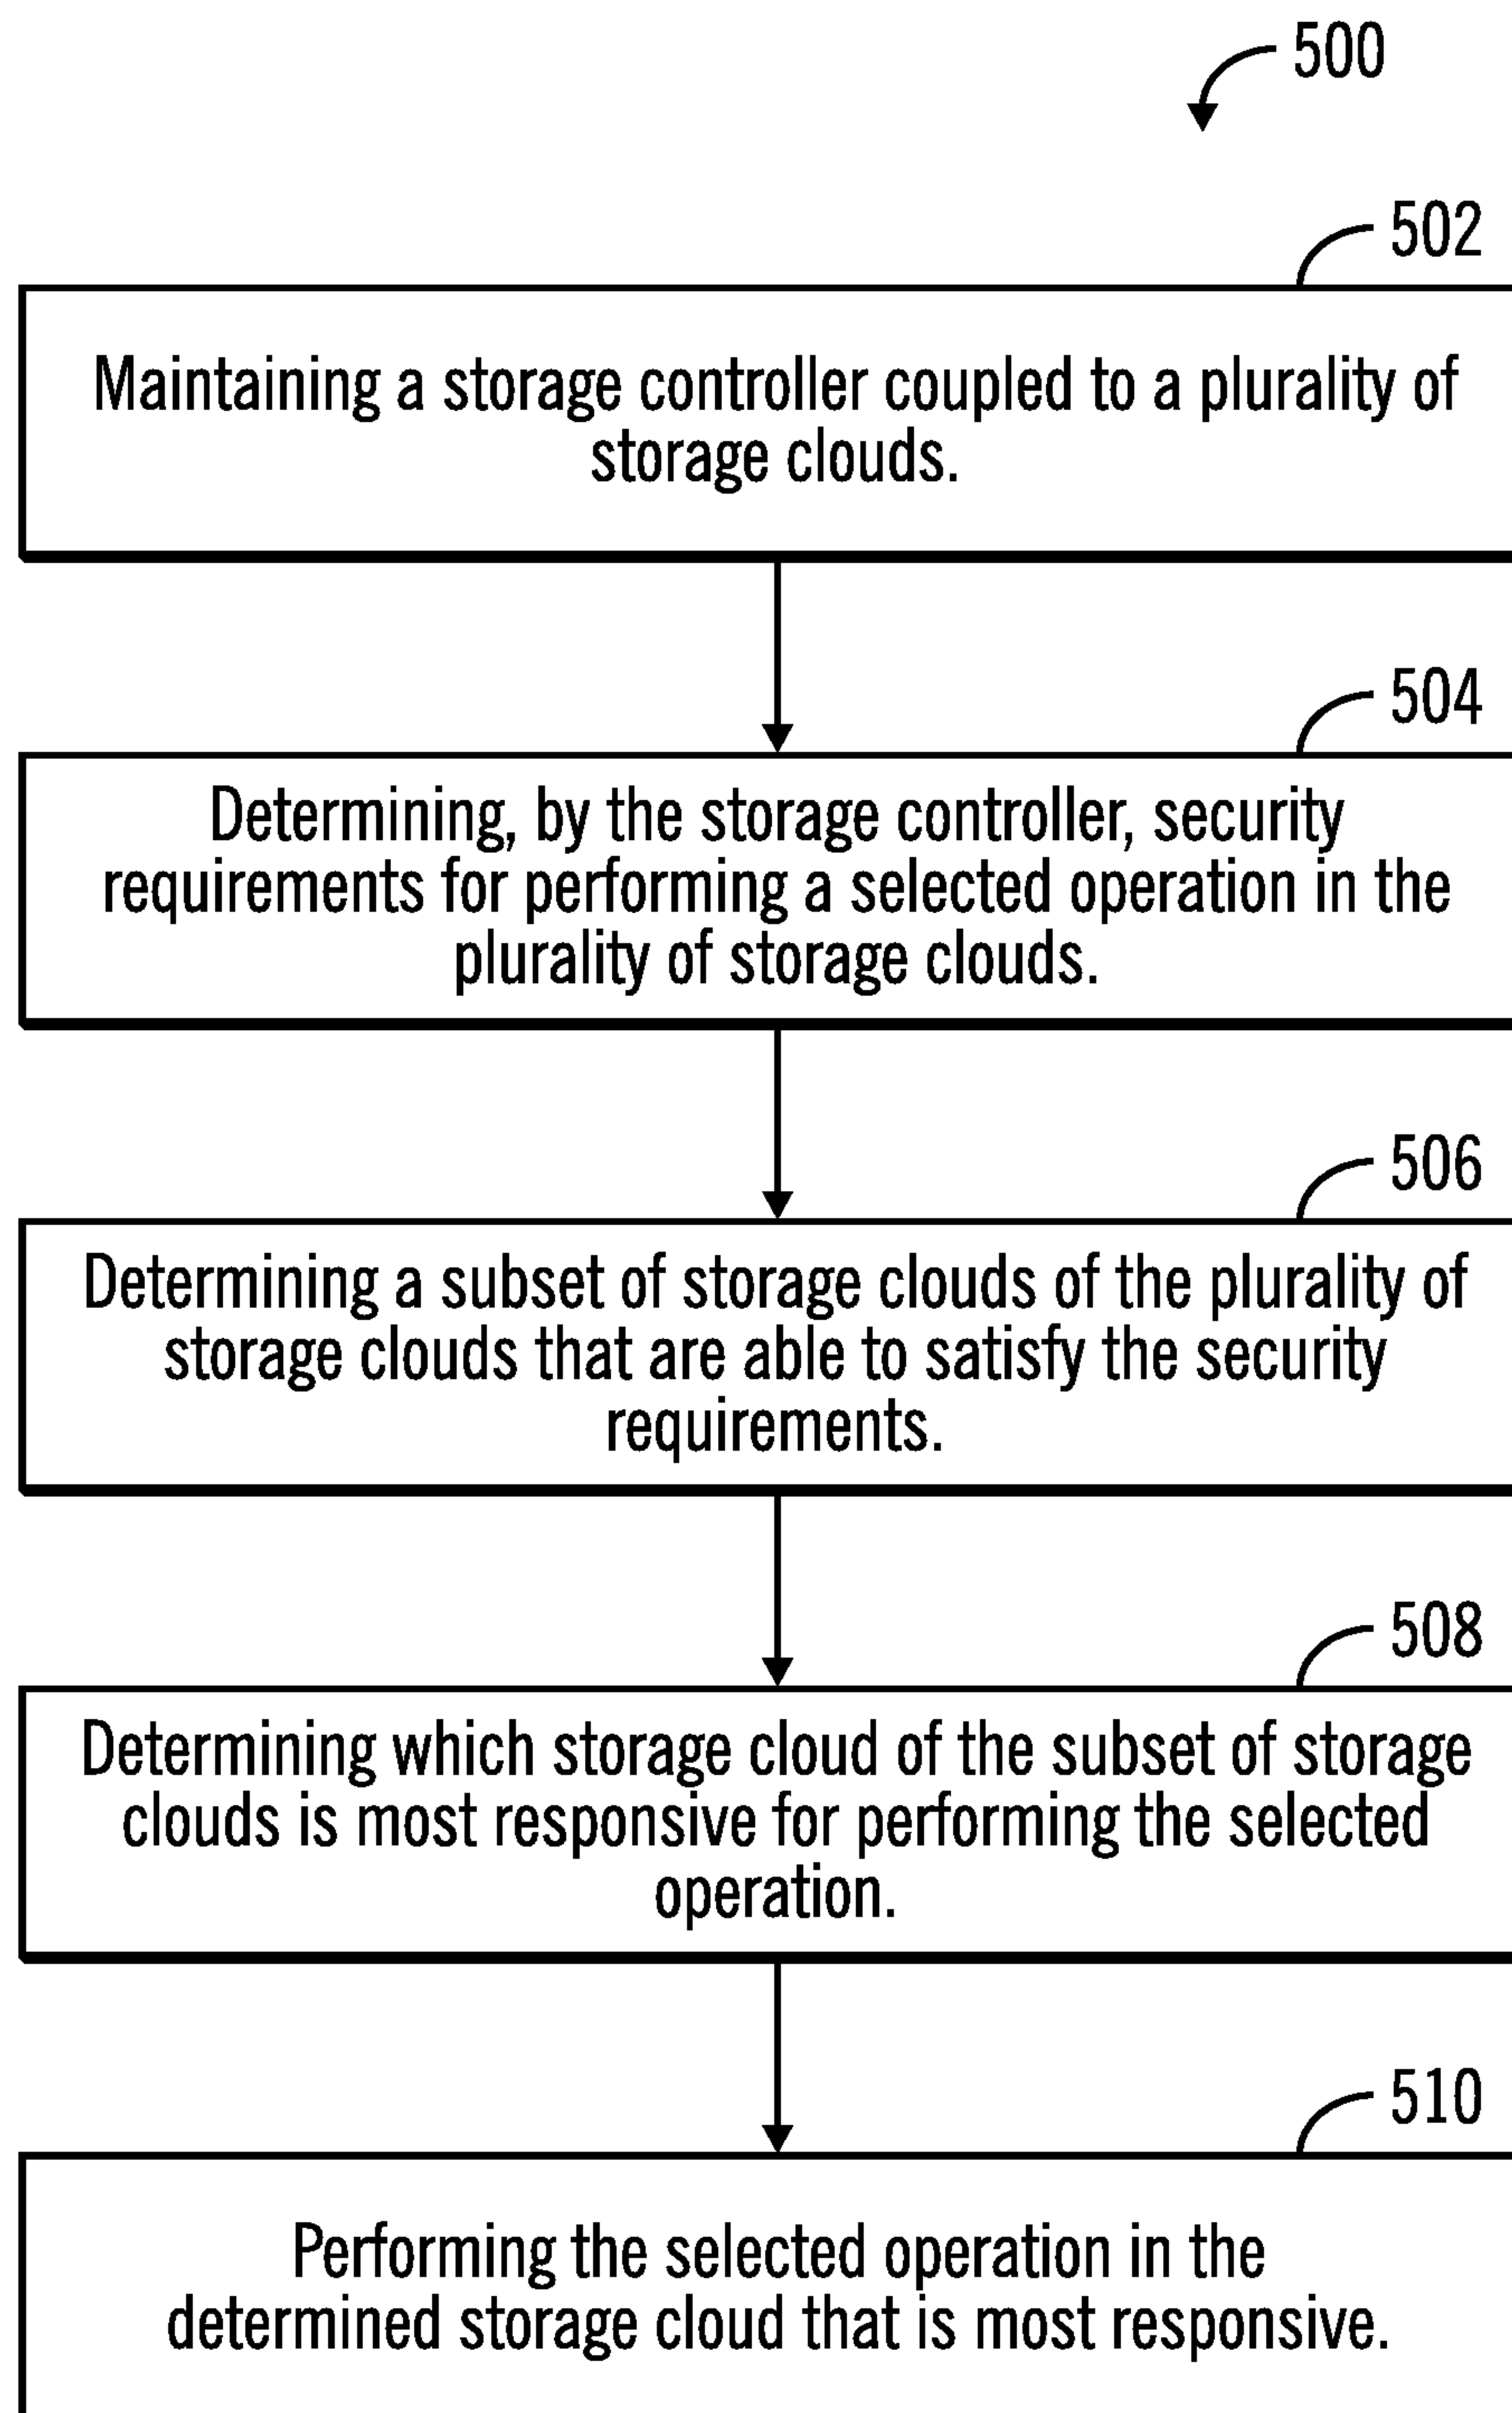 500
502
Maintaining a storage controller coupled to a plurality of
storage clouds.
504
Determining, by the storage controller, security
requirements for performing a selected operation in the
plurality of storage clouds.
506
Determining a subset of storage clouds of the plurality of
storage clouds that are able to satisfy the security
requirements.
508
Determining which storage cloud of the subset of storage
clouds is most responsive for performing the selected
operation.
510
Performing the selected operation in the
determined storage cloud that is most responsive.